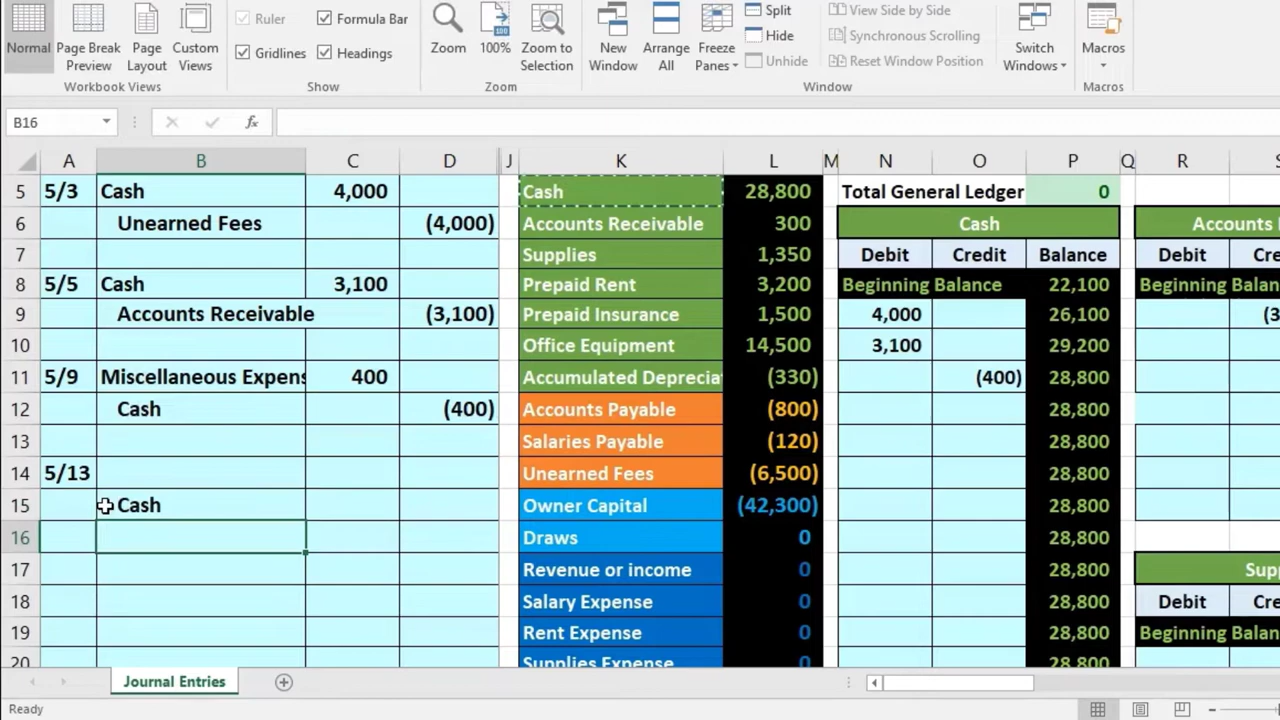 Ruler Formula Bar
Gridlines Headings
Normal Page Break Preview Page Layout Custom Views
Workbook Views
Show
Zoom 100% Zoom to Selection
Zoom
New Window Arrange All Freeze Panes
Split
Hide
Unhide
View Side by Side
Synchronous Scrolling
Reset Window Position
Switch Windows
Window
Macros
Macros
B16 fx
A B C D J K L M N O P Q R S
5 5/3 Cash 4,000 Cash 28,800 Total General Ledger 0
6 Unearned Fees (4,000) Accounts Receivable 300 Cash Accounts
7 Supplies 1,350 Debit Credit Balance Debit Cre
8 5/5 Cash 3,100 Prepaid Rent 3,200 Beginning Balance 22,100 Beginning Balan
9 Accounts Receivable (3,100) Prepaid Insurance 1,500 4,000 26,100 (3
10 Office Equipment 14,500 3,100 29,200
11 5/9 Miscellaneous Expens 400 Accumulated Depreciat (330) (400) 28,800
12 Cash (400) Accounts Payable (800) 28,800
13 Salaries Payable (120) 28,800
14 5/13 Unearned Fees (6,500) 28,800
15 Cash Owner Capital (42,300) 28,800
16 Draws 0 28,800
17 Revenue or income 0 28,800 Supp
18 Salary Expense 0 28,800 Debit Cre
19 Rent Expense 0 28,800 Beginning Balan
20 Supplies Expense 0 28,800
Journal Entries
Ready